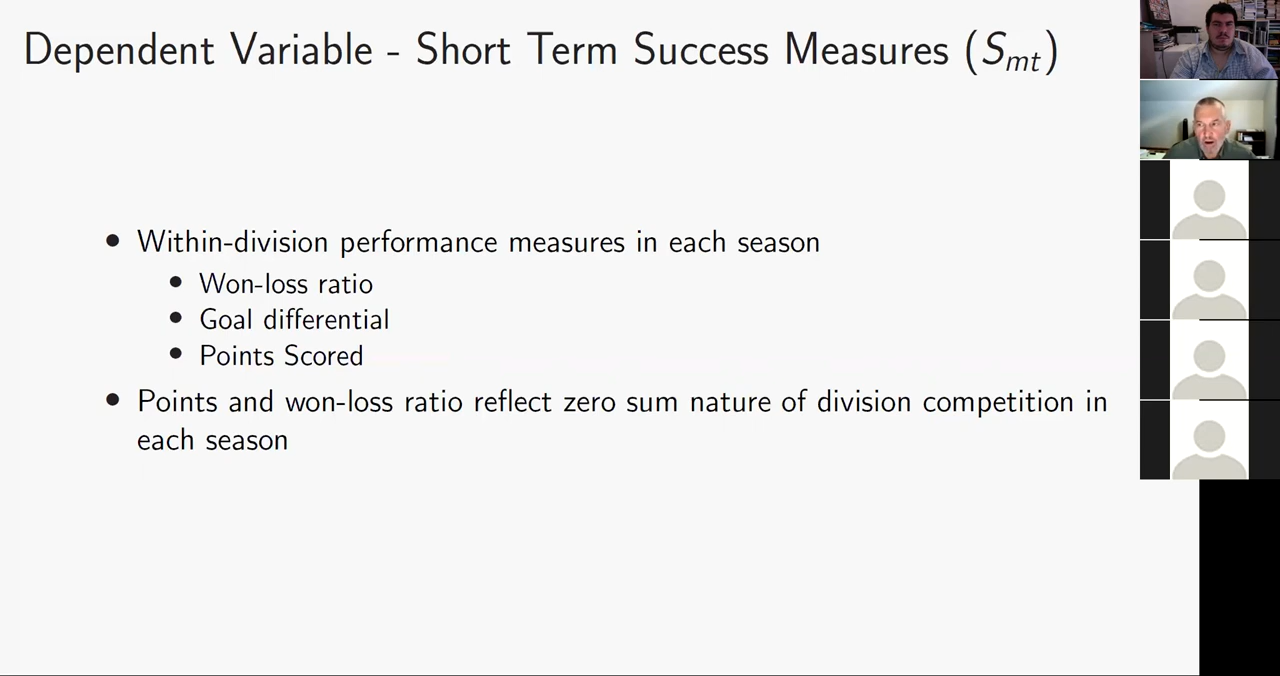 Dependent Variable - Short Term Success Measures (Smt)
• Within-division performance measures in each season
• Won-loss ratio
• Goal differential
• Points Scored
• Points and won-loss ratio reflect zero sum nature of division competition in
each season